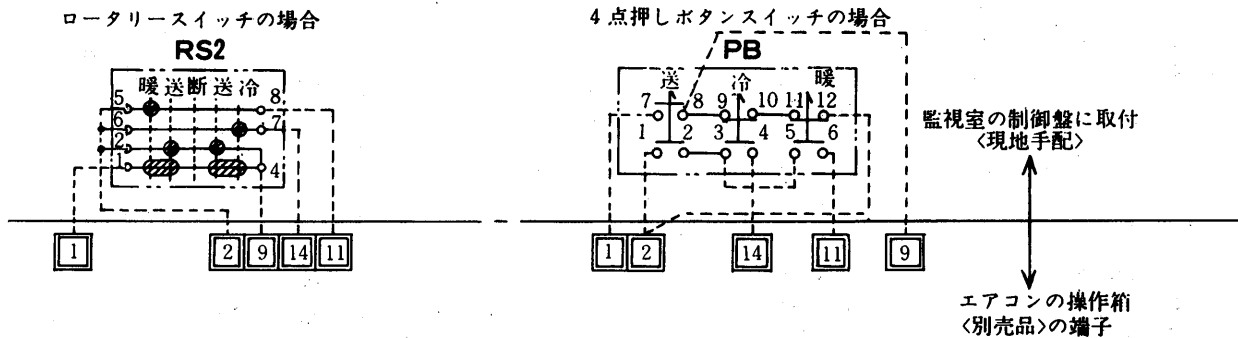 ロータリースイッチの場合
RS2
暖送断送冷
5 8
6 7
2
1 4
1 2 9 14 11
4点押しボタンスイッチの場合
PB
送 冷 暖
7 8 9 10 11 12
1 2 3 4 5 6
1 2 14 11 9
監視室の制御盤に取付
〈現地手配〉
エアコンの操作箱
〈別売品〉の端子